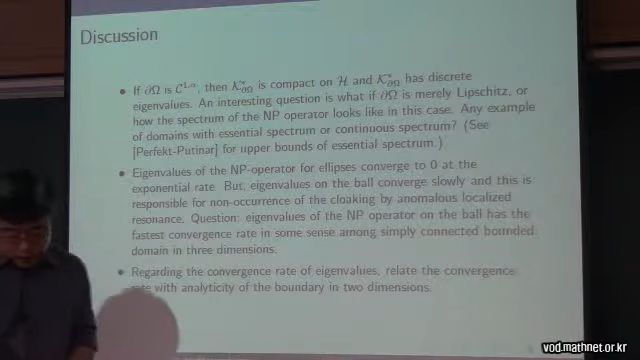 Discussion
• If ∂Ω is C^{1,α}, then K*_{∂Ω} is compact on H and K*_{∂Ω} has discrete
eigenvalues. An interesting question is what if ∂Ω is merely Lipschitz, or
how the spectrum of the NP operator looks like in this case. Any example
of domains with essential spectrum or continuous spectrum? (See
[Perfekt-Putinar] for upper bounds of essential spectrum.)
• Eigenvalues of the NP-operator for ellipses converge to 0 at the
exponential rate. But, eigenvalues on the ball converge slowly and this is
responsible for non-occurrence of the cloaking by anomalous localized
resonance. Question: eigenvalues of the NP operator on the ball has the
fastest convergence rate in some sense among simply connected bounded
domain in three dimensions.
• Regarding the convergence rate of eigenvalues, relate the convergence
rate with analyticity of the boundary in two dimensions.
vod.mathnet.or.kr